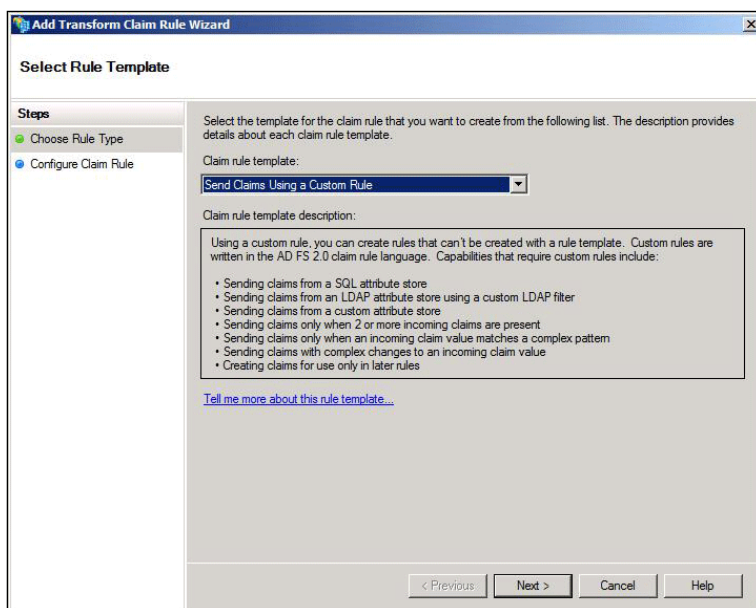 Add Transform Claim Rule Wizard
Select Rule Template
Steps
Choose Rule Type
Configure Claim Rule
Select the template for the claim rule that you want to create from the following list. The description provides
details about each claim rule template.
Claim rule template:
Send Claims Using a Custom Rule
Claim rule template description:
Using a custom rule, you can create rules that can't be created with a rule template. Custom rules are
written in the AD FS 2.0 claim rule language. Capabilities that require custom rules include:
• Sending claims from a SQL attribute store
• Sending claims from an LDAP attribute store using a custom LDAP filter
• Sending claims from a custom attribute store
• Sending claims only when 2 or more incoming claims are present
• Sending claims only when an incoming claim value matches a complex pattern
• Sending claims with complex changes to an incoming claim value
• Creating claims for use only in later rules
Tell me more about this rule template...
< Previous
Next >
Cancel
Help